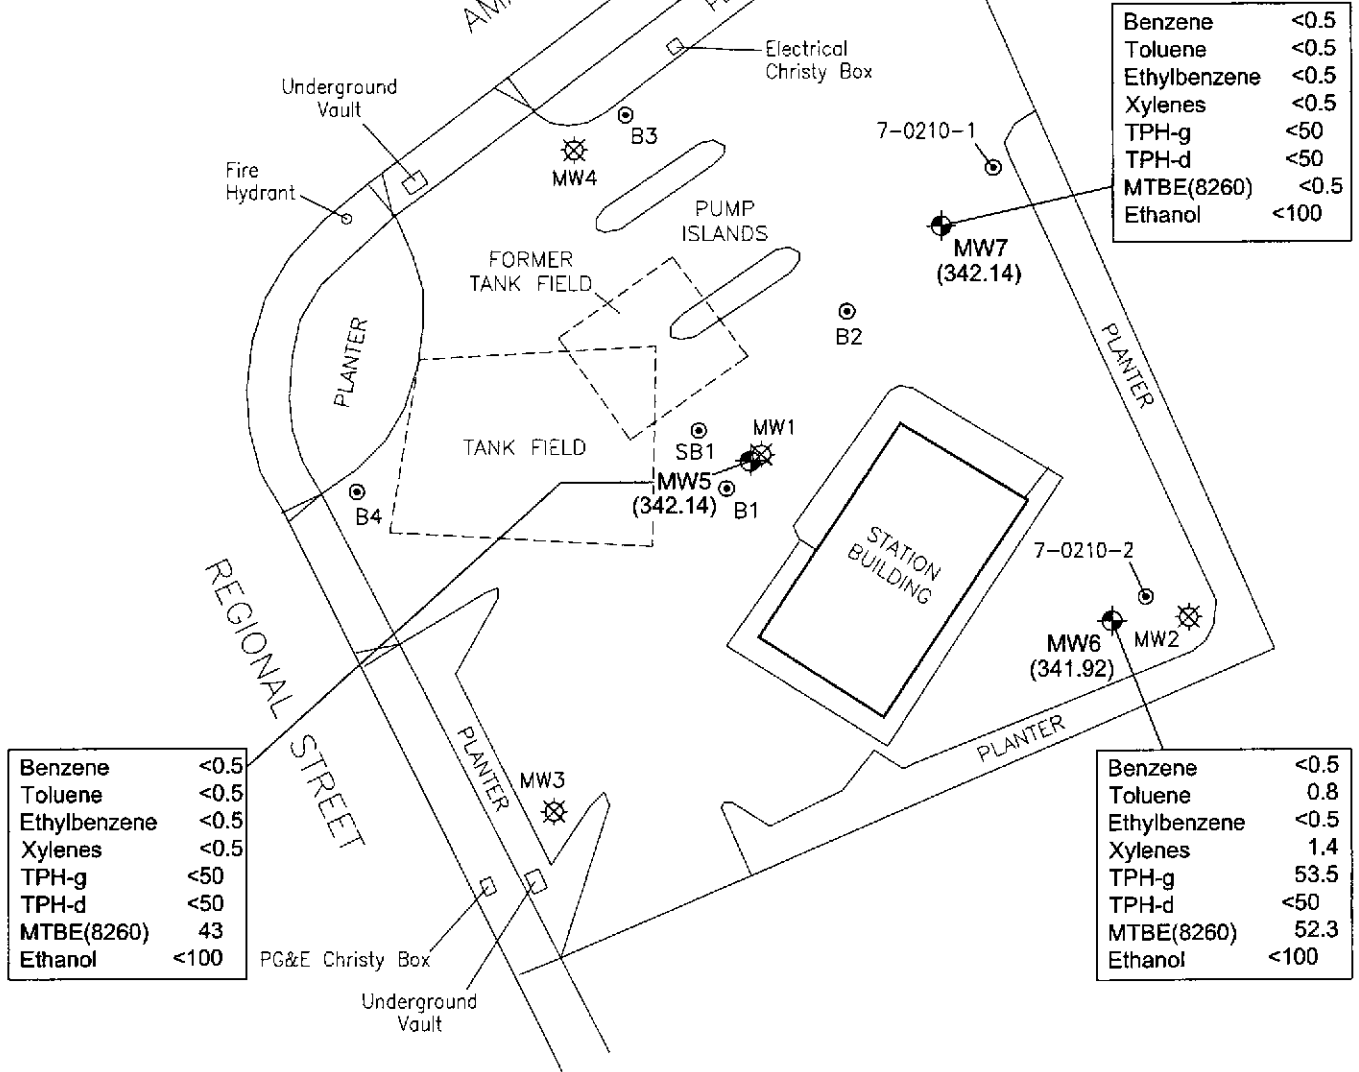 Electrical
Christy Box
Underground
Vault
Fire
Hydrant
B3
MW4
7-0210-1
PUMP
ISLANDS
FORMER
TANK FIELD
MW7
(342.14)
B2
PLANTER
PLANTER
TANK FIELD
SB1
MW1
MW5
(342.14)
B1
B4
STATION
BUILDING
7-0210-2
MW6
(341.92)
MW2
REGIONAL STREET
PLANTER
PLANTER
MW3
PG&E Christy Box
Underground
Vault
Benzene <0.5
Toluene <0.5
Ethylbenzene <0.5
Xylenes <0.5
TPH-g <50
TPH-d <50
MTBE(8260) <0.5
Ethanol <100
Benzene <0.5
Toluene <0.5
Ethylbenzene <0.5
Xylenes <0.5
TPH-g <50
TPH-d <50
MTBE(8260) 43
Ethanol <100
Benzene <0.5
Toluene 0.8
Ethylbenzene <0.5
Xylenes 1.4
TPH-g 53.5
TPH-d <50
MTBE(8260) 52.3
Ethanol <100